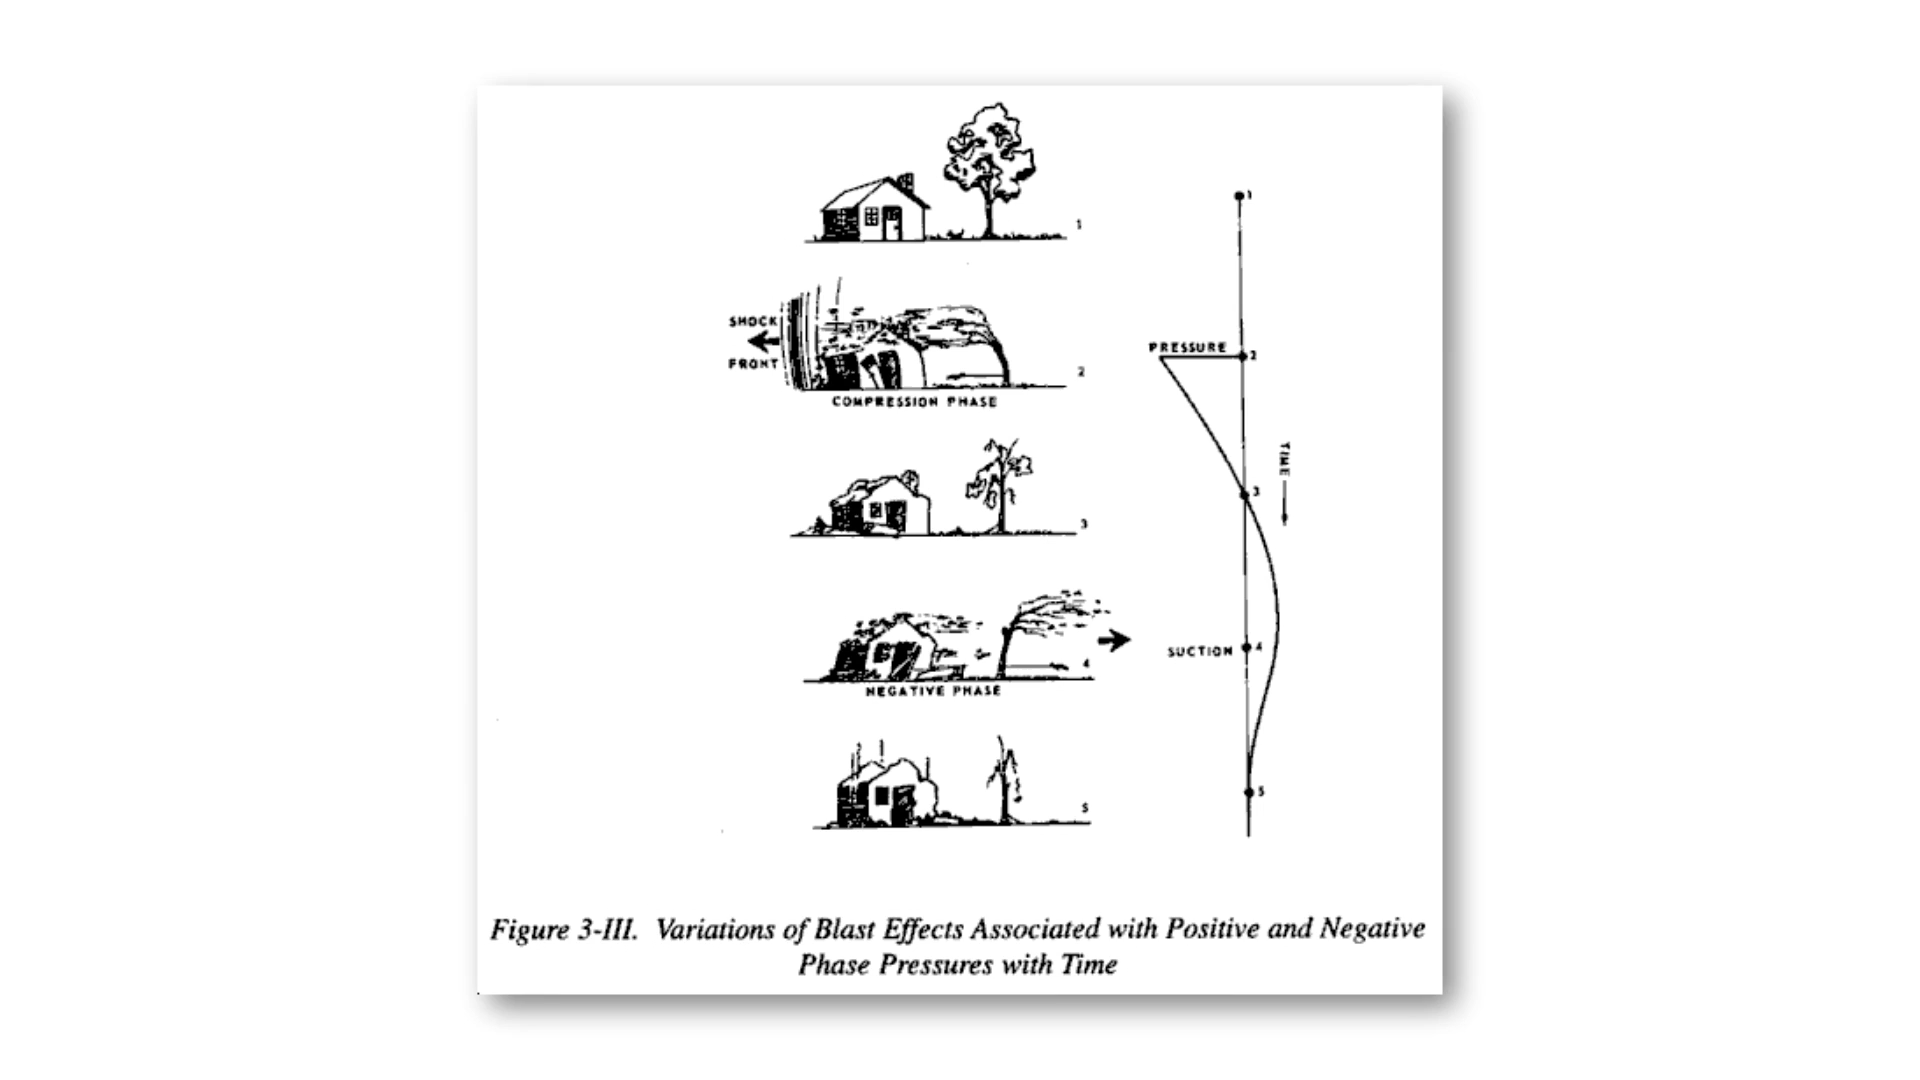 1
1
SHOCK
FRONT
2
COMPRESSION PHASE
PRESSURE 2
TIME
3
3
4
NEGATIVE PHASE
SUCTION 4
5
5
Figure 3-III. Variations of Blast Effects Associated with Positive and Negative
Phase Pressures with Time